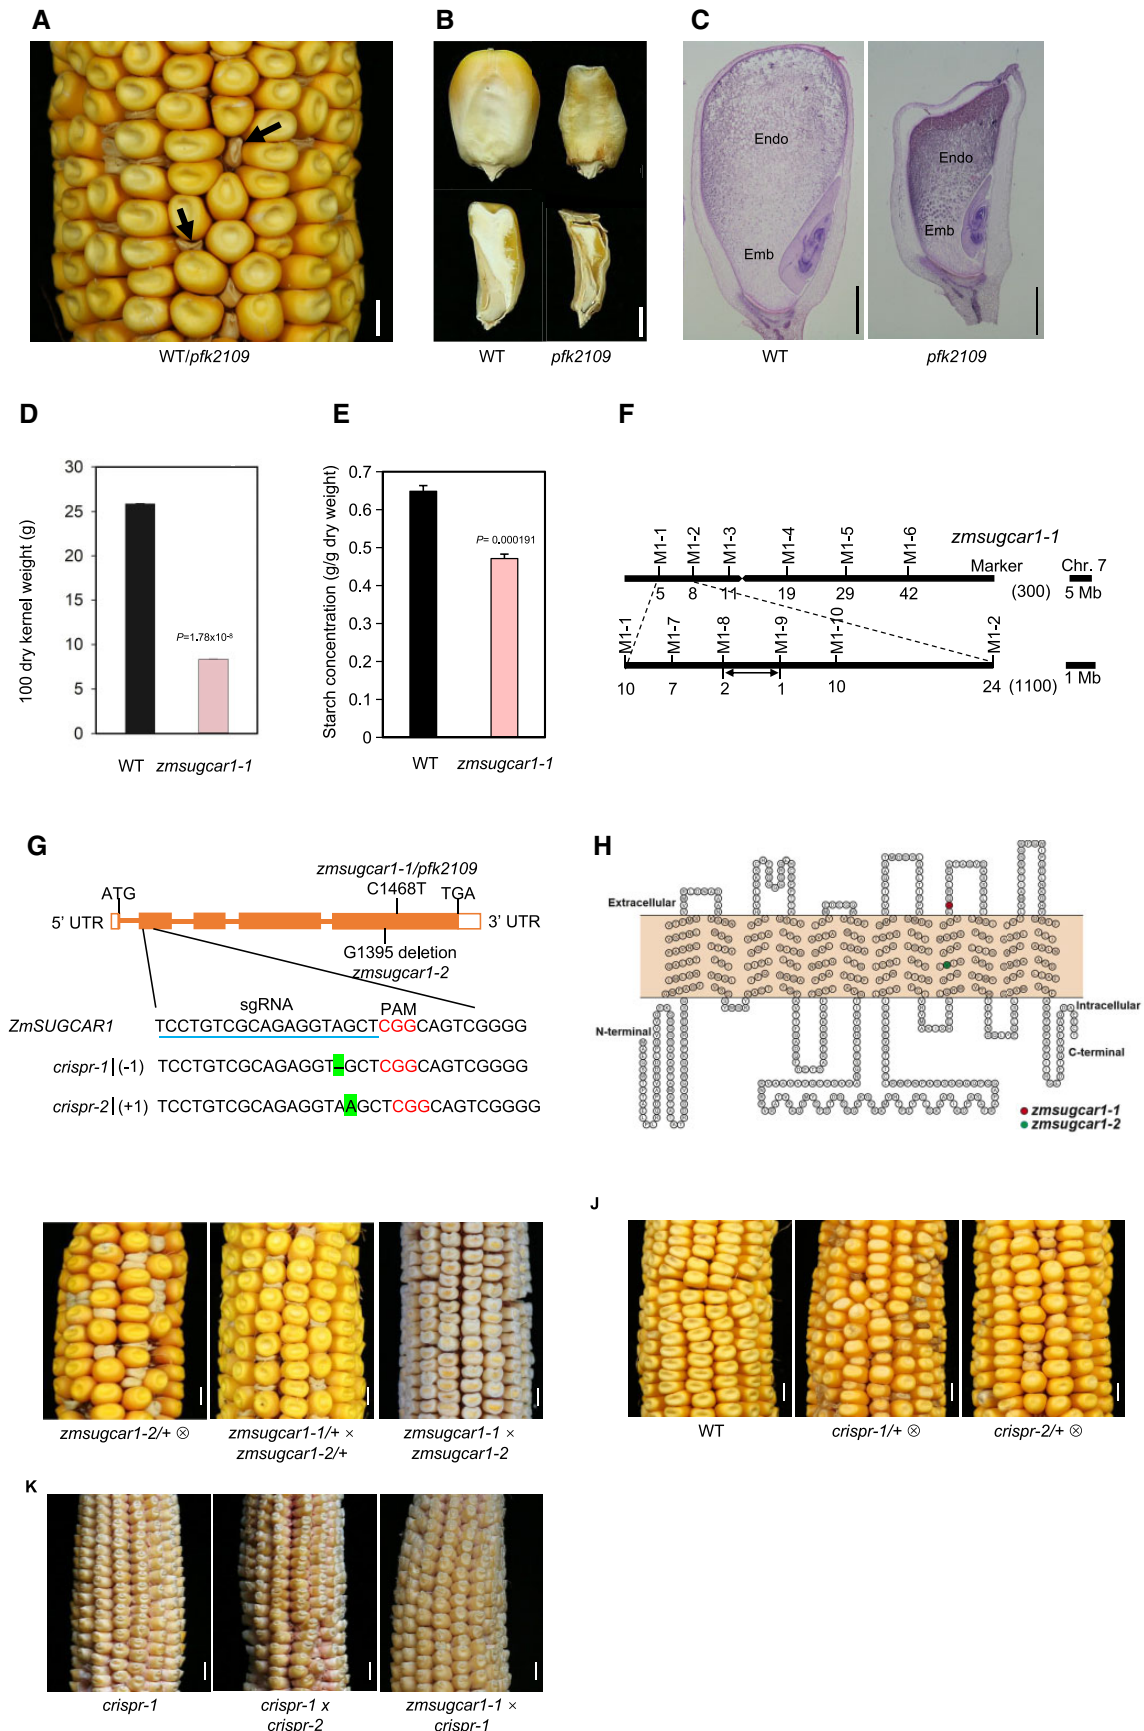 A
B
C
Endo
Emb
Endo
Emb
WT/pfk2109
WT
pfk2109
WT
pfk2109
D
E
F
100 dry kernel weight (g)
30
25
20
15
10
5
0
P=1.78x10-8
WT
zmsugcar1-1
Starch concentration (g/g dry weight)
0.7
0.6
0.5
0.4
0.3
0.2
0.1
0
P= 0.000191
WT
zmsugcar1-1
M1-1
M1-2
M1-3
M1-4
M1-5
M1-6
zmsugcar1-1
Marker
Chr. 7
5
8
11
19
29
42
(300)
5 Mb
M1-1
M1-7
M1-8
M1-9
M1-10
M1-2
10
7
2
1
10
24
(1100)
1 Mb
G
zmsugcar1-1/pfk2109
C1468T
ATG
TGA
5' UTR
3' UTR
G1395 deletion
zmsugcar1-2
sgRNA
PAM
ZmSUGCAR1 TCCTGTCGCAGAGGTAGCTCGGCAGTCGGGG
crispr-1 (-1) TCCTGTCGCAGAGGT-GCTCGGCAGTCGGGG
crispr-2 (+1) TCCTGTCGCAGAGGTAAGCTCGGCAGTCGGGG
H
Extracellular
Intracellular
N-terminal
C-terminal
zmsugcar1-1
zmsugcar1-2
zmsugcar1-2/+ ⊗
zmsugcar1-1/+ ×
zmsugcar1-2/+
zmsugcar1-1 ×
zmsugcar1-2
J
WT
crispr-1/+ ⊗
crispr-2/+ ⊗
K
crispr-1
crispr-1 x
crispr-2
zmsugcar1-1 ×
crispr-1